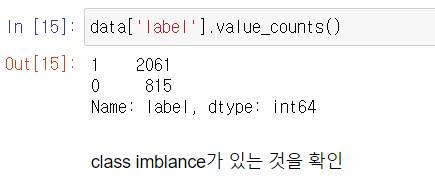 In [15]: data['label'].value_counts()
Out[15]: 1    2061
0     815
Name: label, dtype: int64
class imblance가 있는 것을 확인